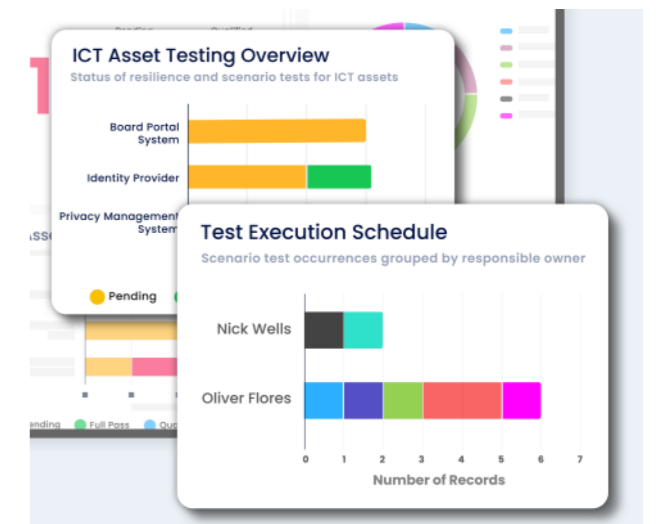 Pending Qualified
ICT Asset Testing Overview
Status of resilience and scenario tests for ICT assets
Board Portal
System
Identity Provider
Privacy Management
System
Pending
Test Execution Schedule
Scenario test occurrences grouped by responsible owner
Nick Wells
Oliver Flores
0 1 2 3 4 5 6 7
Number of Records
Full Pass